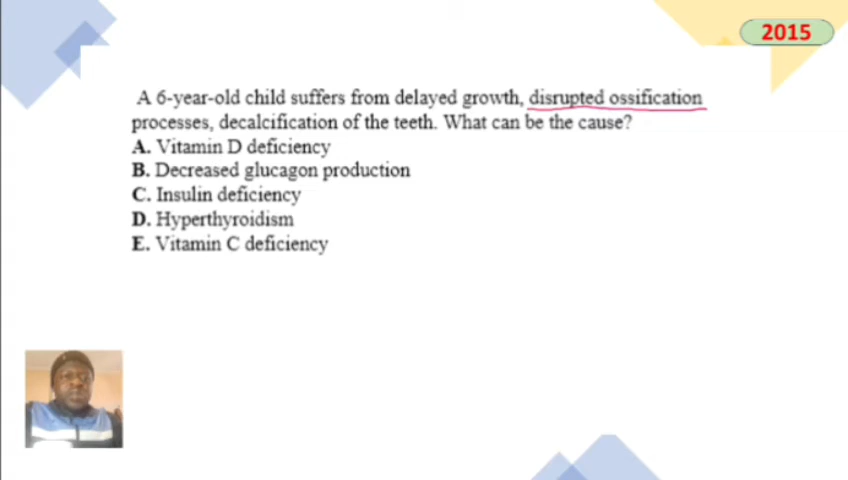 2015
A 6-year-old child suffers from delayed growth, disrupted ossification
processes, decalcification of the teeth. What can be the cause?
A. Vitamin D deficiency
B. Decreased glucagon production
C. Insulin deficiency
D. Hyperthyroidism
E. Vitamin C deficiency